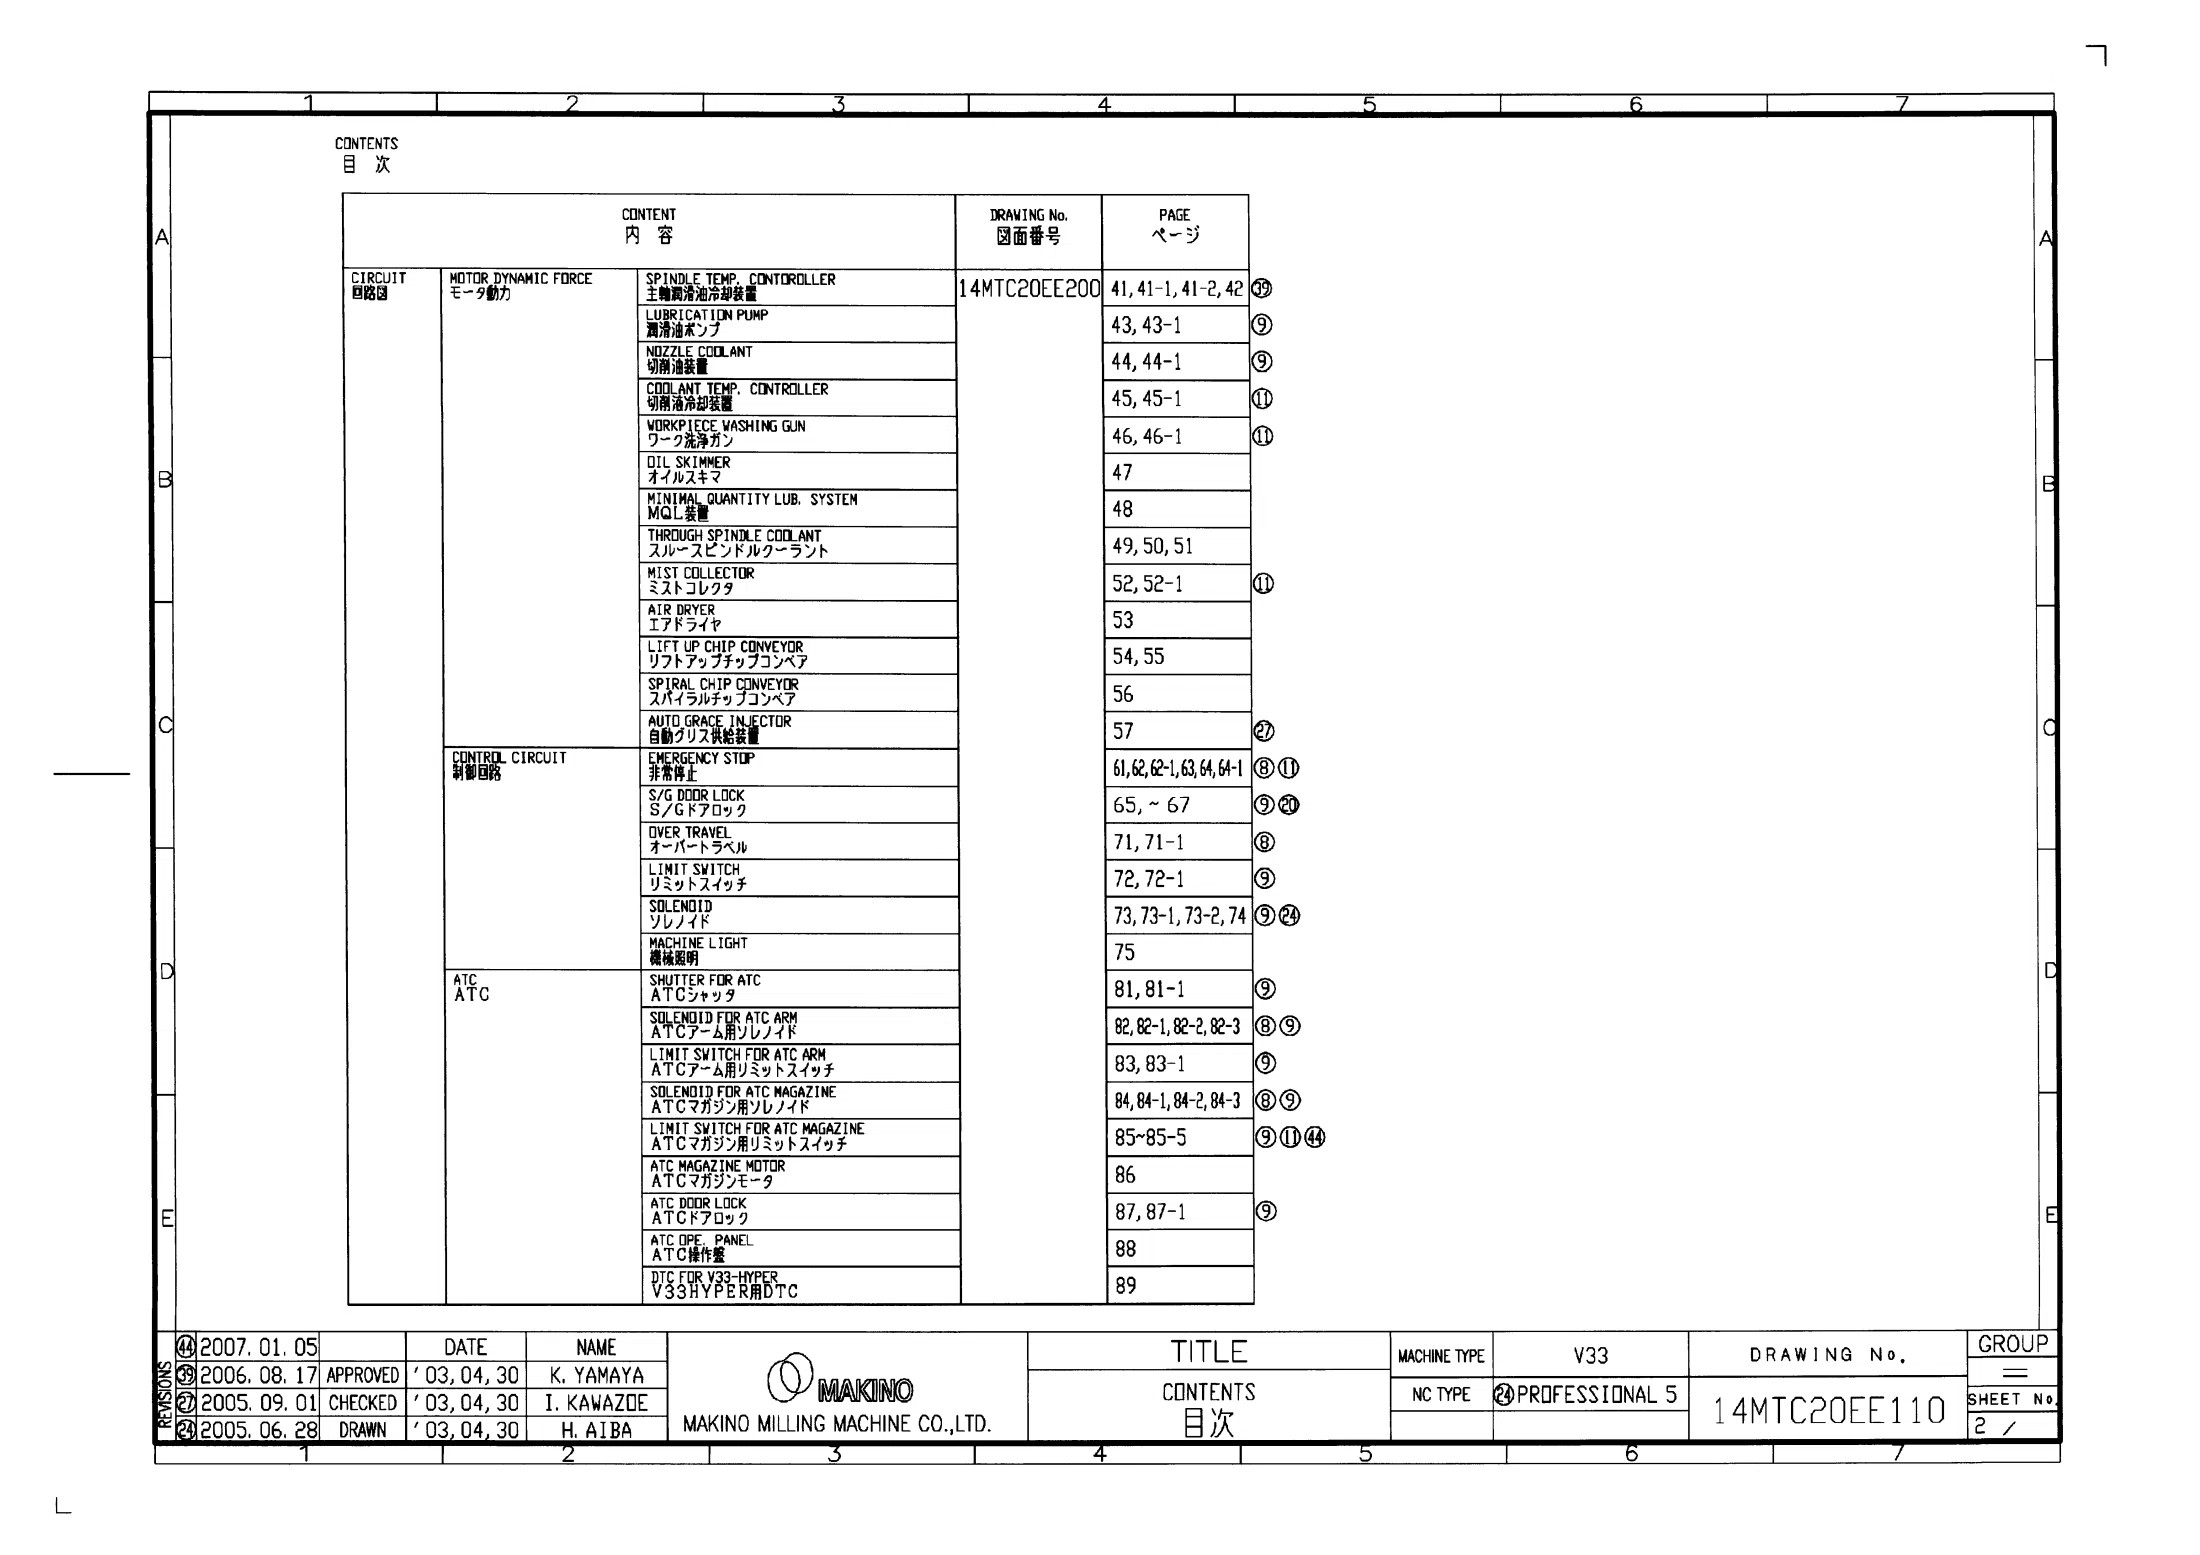 1 2 3 4 5 6 7
CONTENTS
目 次
CONTENT DRAWING No. PAGE
内 容 図面番号 ページ
CIRCUIT MOTOR DYNAMIC FORCE SPINDLE TEMP. CONTOROLLER
回路図 モータ動力 主軸潤滑油冷却装置 14MTC20EE200 41, 41-1, 41-2, 42 ㊴
LUBRICATION PUMP
潤滑油ポンプ 43, 43-1 ⑨
NOZZLE COOLANT
切削油装置 44, 44-1 ⑨
COOLANT TEMP. CONTROLLER
切削液冷却装置 45, 45-1 ⑪
WORKPIECE WASHING GUN
ワーク洗浄ガン 46, 46-1 ⑪
OIL SKIMMER
オイルスキマ 47
MINIMAL QUANTITY LUB. SYSTEM
MQL装置 48
THROUGH SPINDLE COOLANT
スルースピンドルクーラント 49, 50, 51
MIST COLLECTOR
ミストコレクタ 52, 52-1 ⑪
AIR DRYER
エアドライヤ 53
LIFT UP CHIP CONVEYOR
リフトアップチップコンベア 54, 55
SPIRAL CHIP CONVEYOR
スパイラルチップコンベア 56
AUTO GRACE INJECTOR
自動グリス供給装置 57 ㉗
CONTROL CIRCUIT EMERGENCY STOP
制御回路 非常停止 61, 62, 62-1, 63, 64, 64-1 ⑧⑪
S/G DOOR LOCK
S/Gドアロック 65, ~ 67 ⑨⑳
OVER TRAVEL
オーバートラベル 71, 71-1 ⑧
LIMIT SWITCH
リミットスイッチ 72, 72-1 ⑨
SOLENOID
ソレノイド 73, 73-1, 73-2, 74 ⑨㉔
MACHINE LIGHT
機械照明 75
ATC SHUTTER FOR ATC
ATC ATCシャッタ 81, 81-1 ⑨
SOLENOID FOR ATC ARM
ATCアーム用ソレノイド 82, 82-1, 82-2, 82-3 ⑧⑨
LIMIT SWITCH FOR ATC ARM
ATCアーム用リミットスイッチ 83, 83-1 ⑨
SOLENOID FOR ATC MAGAZINE
ATCマガジン用ソレノイド 84, 84-1, 84-2, 84-3 ⑧⑨
LIMIT SWITCH FOR ATC MAGAZINE
ATCマガジン用リミットスイッチ 85~85-5 ⑨⑪㊹
ATC MAGAZINE MOTOR
ATCマガジンモータ 86
ATC DOOR LOCK
ATCドアロック 87, 87-1 ⑨
ATC OPE. PANEL
ATC操作盤 88
DTC FOR V33-HYPER
V33HYPER用DTC 89
A A
B B
C C
D D
E E
REVISIONS
㊹ 2007. 01. 05 DATE NAME
㊴ 2006. 08. 17 APPROVED '03, 04, 30 K. YAMAYA
㉗ 2005. 09. 01 CHECKED '03, 04, 30 I. KAWAZOE
㉔ 2005. 06. 28 DRAWN '03, 04, 30 H. AIBA
MAKINO
MAKINO MILLING MACHINE CO.,LTD.
TITLE
CONTENTS
目次
MACHINE TYPE V33
NC TYPE ㉔PROFESSIONAL 5
DRAWING No.
14MTC20EE110
GROUP
SHEET No.
2 /
1 2 3 4 5 6 7